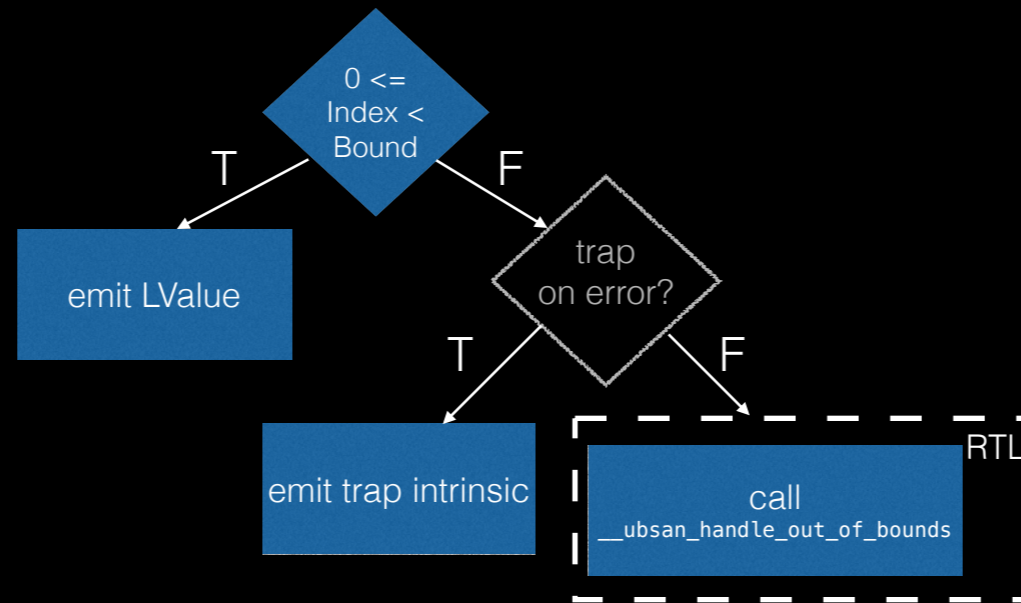 0 <=
Index <
Bound
T
F
emit LValue
trap
on error?
T
F
emit trap intrinsic
RTL
call
__ubsan_handle_out_of_bounds